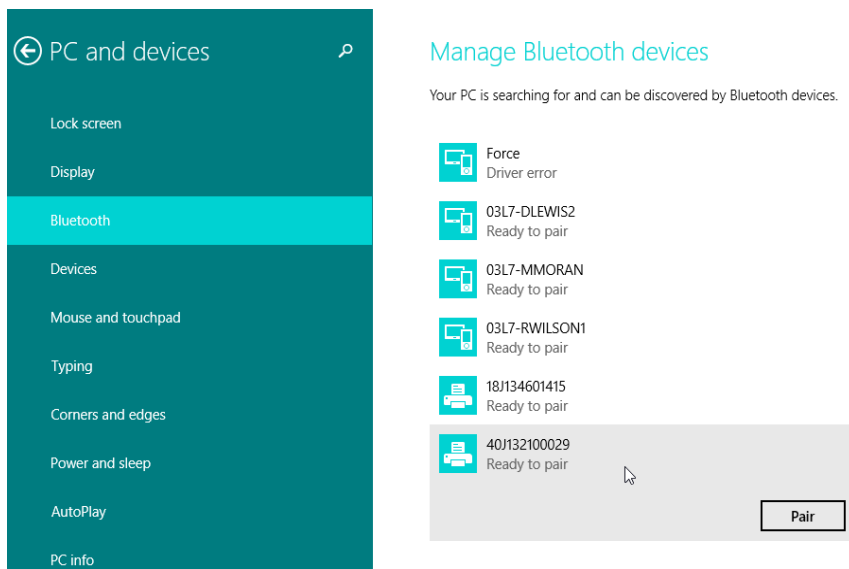 PC and devices
Lock screen
Display
Bluetooth
Devices
Mouse and touchpad
Typing
Corners and edges
Power and sleep
AutoPlay
PC info
Manage Bluetooth devices
Your PC is searching for and can be discovered by Bluetooth devices.
Force
Driver error
03L7-DLEWIS2
Ready to pair
03L7-MMORAN
Ready to pair
03L7-RWILSON1
Ready to pair
18J134601415
Ready to pair
40J132100029
Ready to pair
Pair